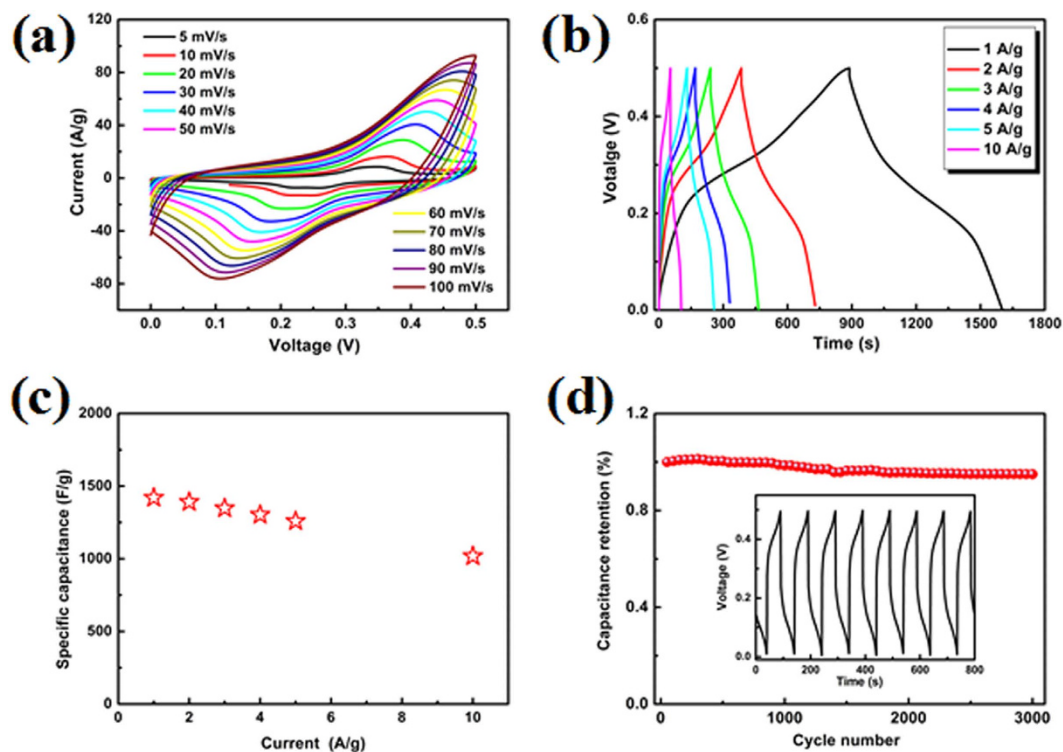 (a)
120
80
40
0
-40
-80
0.0 0.1 0.2 0.3 0.4 0.5
Current (A/g)
Voltage (V)
5 mV/s
10 mV/s
20 mV/s
30 mV/s
40 mV/s
50 mV/s
60 mV/s
70 mV/s
80 mV/s
90 mV/s
100 mV/s
(b)
0.6
0.4
0.2
0.0
0 300 600 900 1200 1500 1800
Votalge (V)
Time (s)
1 A/g
2 A/g
3 A/g
4 A/g
5 A/g
10 A/g
(c)
2000
1500
1000
500
0
0 2 4 6 8 10
Specific capacitance (F/g)
Current (A/g)
(d)
1.2
0.8
0.4
0.0
0 1000 2000 3000
Capacitance retention (%)
Cycle number
0.4
0.2
0.0
0 200 400 600 800
Voltage (V)
Time (s)